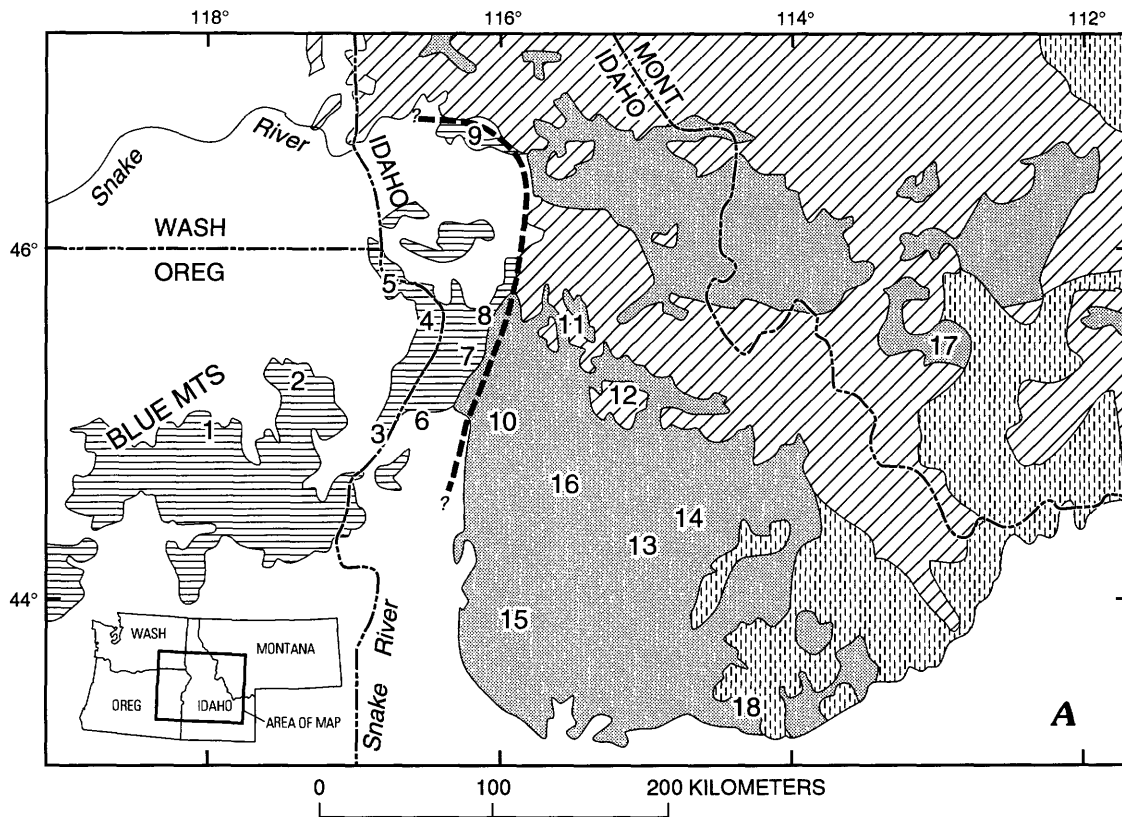 118°
116°
114°
112°
MONT
IDAHO
?
9
River
Snake
IDAHO
WASH
46°
OREG
5
4
8
11
7
17
2
12
BLUE MTS
1
6
10
3
16
?
14
13
44°
15
WASH
MONTANA
OREG
IDAHO
AREA OF MAP
Snake River
18
A
0 100 200 KILOMETERS